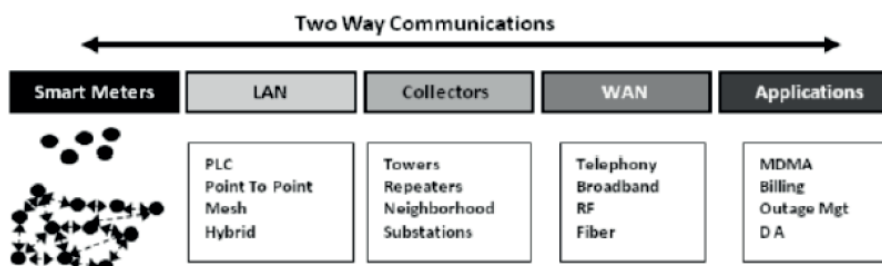 Two Way Communications
Smart Meters
LAN
Collectors
WAN
Applications
PLC
Point To Point
Mesh
Hybrid
Towers
Repeaters
Neighborhood
Substations
Telephony
Broadband
RF
Fiber
MDMA
Billing
Outage Mgt
D A